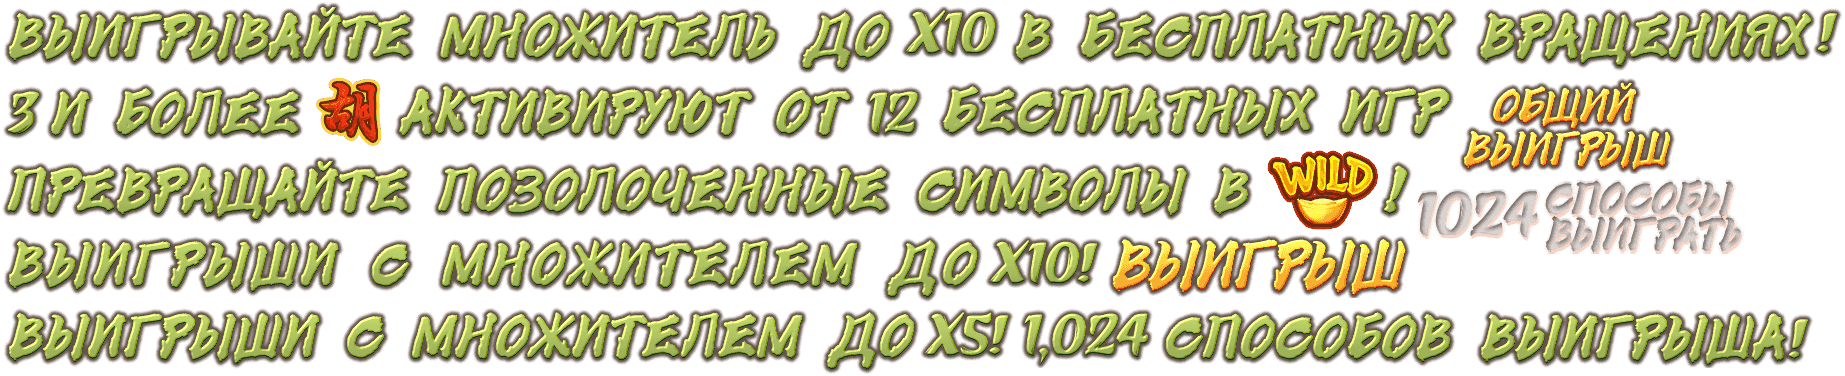 ВЫИГРЫВАЙТЕ МНОЖИТЕЛЬ ДО X10 В БЕСПЛАТНЫХ ВРАЩЕНИЯХ!
3 И БОЛЕЕ 胡 АКТИВИРУЮТ ОТ 12 БЕСПЛАТНЫХ ИГР
ОБЩИЙ
ВЫИГРЫШ
ПРЕВРАЩАЙТЕ ПОЗОЛОЧЕННЫЕ СИМВОЛЫ В WILD!
1024 СПОСОБЫ
ВЫИГРАТЬ
ВЫИГРЫШИ С МНОЖИТЕЛЕМ ДО X10!
ВЫИГРЫШ
ВЫИГРЫШИ С МНОЖИТЕЛЕМ ДО X5!
1,024 СПОСОБОВ ВЫИГРЫША!